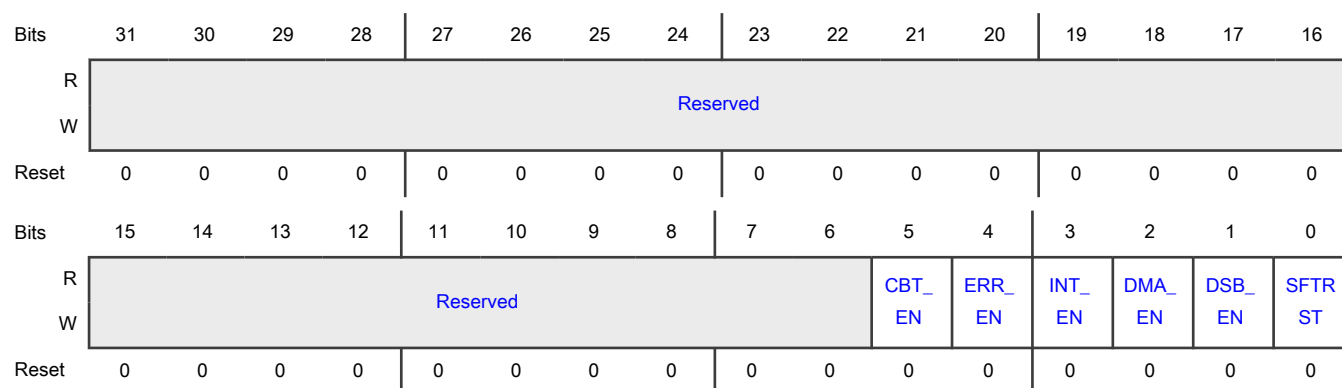 Bits 31 30 29 28 27 26 25 24 23 22 21 20 19 18 17 16
R
Reserved
W
Reset 0 0 0 0 0 0 0 0 0 0 0 0 0 0 0 0
Bits 15 14 13 12 11 10 9 8 7 6 5 4 3 2 1 0
R CBT_ ERR_ INT_ DMA_ DSB_ SFTR
Reserved
W EN EN EN EN EN ST
Reset 0 0 0 0 0 0 0 0 0 0 0 0 0 0 0 0